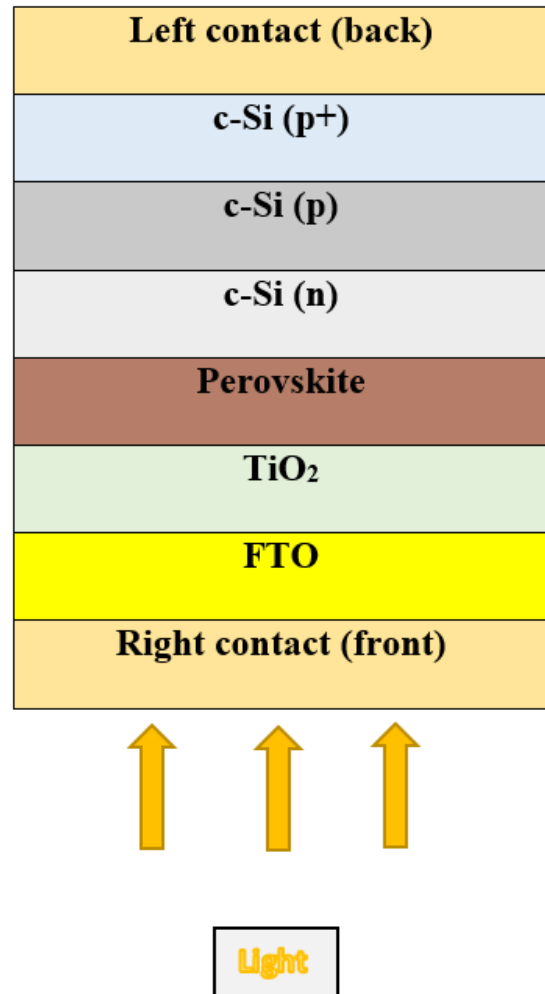 Left contact (back)
c-Si (p+)
c-Si (p)
c-Si (n)
Perovskite
TiO₂
FTO
Right contact (front)
Light